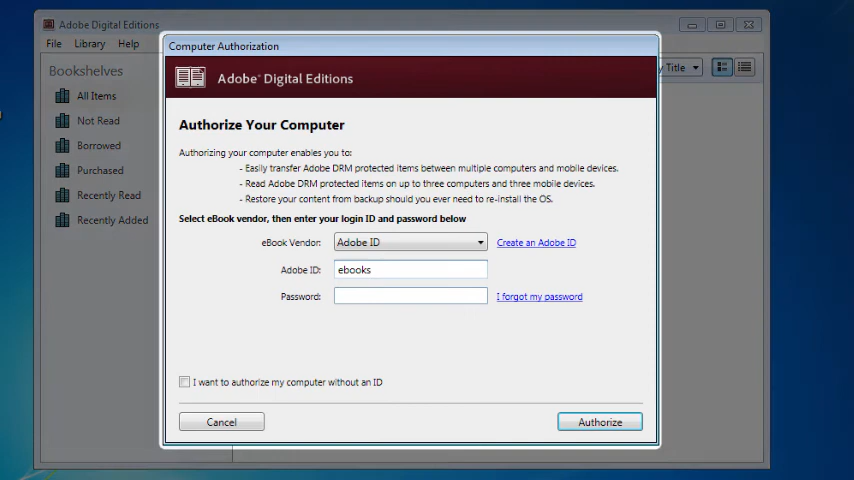 Adobe Digital Editions
File Library Help
Bookshelves
All Items
Not Read
Borrowed
Purchased
Recently Read
Recently Added
y Title
Computer Authorization
Adobe® Digital Editions
Authorize Your Computer
Authorizing your computer enables you to:
- Easily transfer Adobe DRM protected items between multiple computers and mobile devices.
- Read Adobe DRM protected items on up to three computers and three mobile devices.
- Restore your content from backup should you ever need to re-install the OS.
Select eBook vendor, then enter your login ID and password below
eBook Vendor: Adobe ID Create an Adobe ID
Adobe ID: ebooks
Password: I forgot my password
I want to authorize my computer without an ID
Cancel Authorize